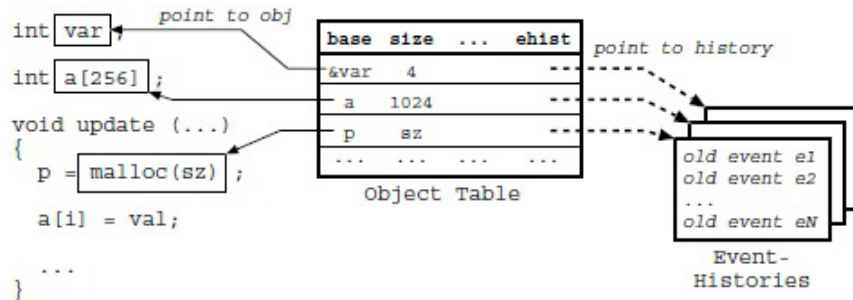 int var ;
int a[256] ;
void update (...)
{
p = malloc(sz) ;
a[i] = val;
...
}
point to obj
base size ... ehist
&var 4
a 1024
p sz
... ... ... ...
Object Table
point to history
old event e1
old event e2
...
old event eN
Event-
Histories